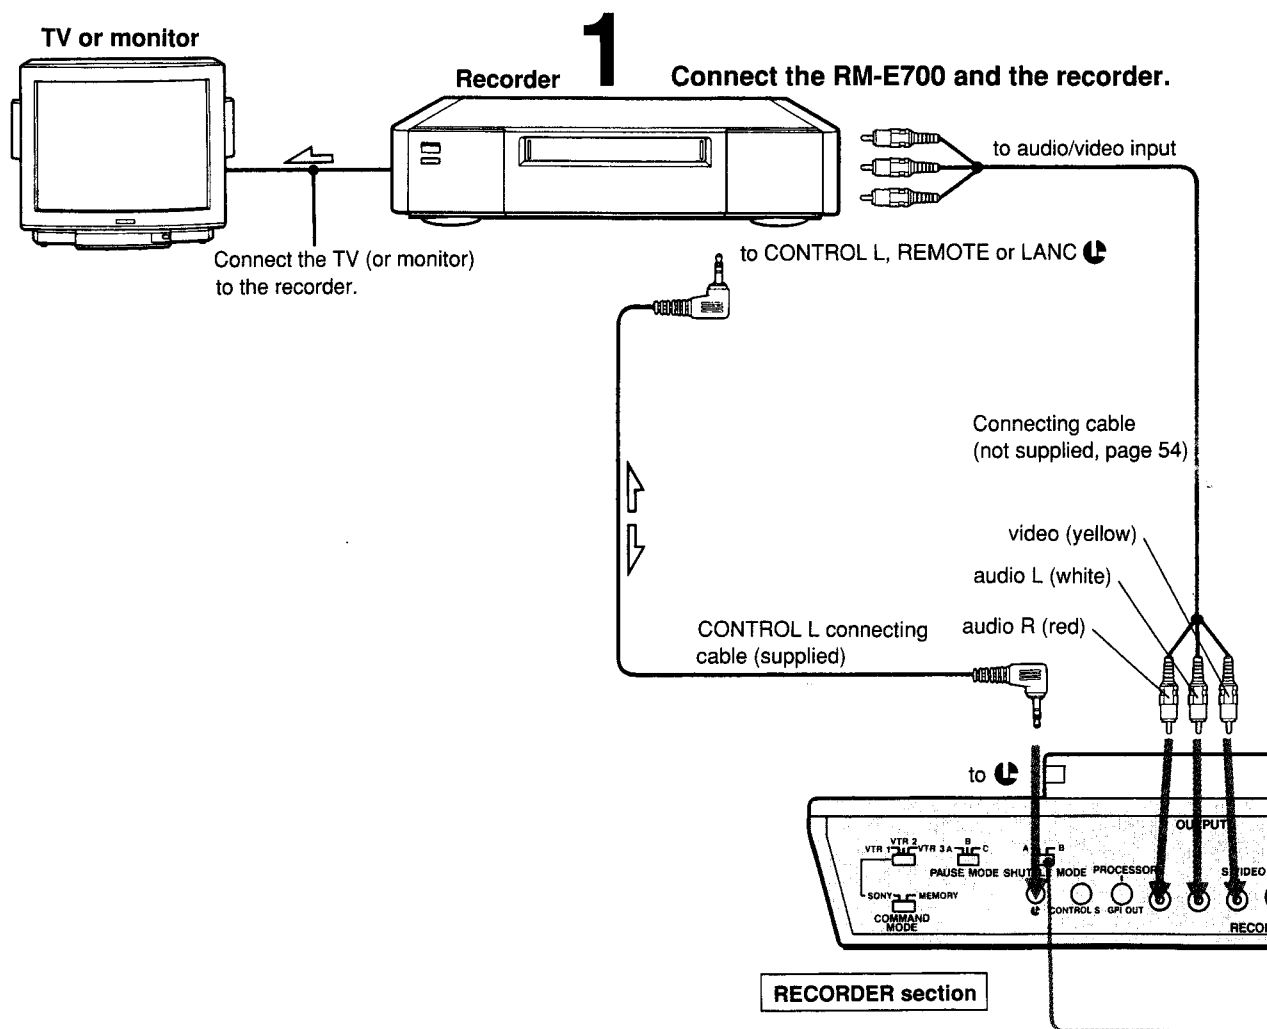 TV or monitor
Recorder
1
Connect the RM-E700 and the recorder.
to audio/video input
Connect the TV (or monitor)
to the recorder.
to CONTROL L, REMOTE or LANC
Connecting cable
(not supplied, page 54)
video (yellow)
audio L (white)
audio R (red)
CONTROL L connecting
cable (supplied)
to
OUTPUT
VTR 1
VTR 2
VTR 3
A
B
C
A
B
PAUSE MODE
MODE
PROCESSOR
S VIDEO
SONY
MEMORY
COMMAND
MODE
CONTROL S
GPI OUT
RECORDER section